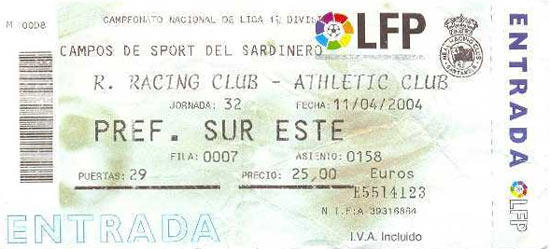 M 0008
CAMPEONATO NACIONAL DE LIGA 1ª DIVISI
CAMPOS DE SPORT DEL SARDINERO
LFP
R. RACING CLUB - ATHLETIC CLUB
JORNADA: 32 FECHA: 11/04/2004
PREF. SUR ESTE
FILA: 0007 ASIENTO: 0158
PUERTAS: 29 PRECIO: 25,00 Euros
E5514123
N I F: A-39316864
ENTRADA
I.V.A. Incluido
ENTRADA
LFP